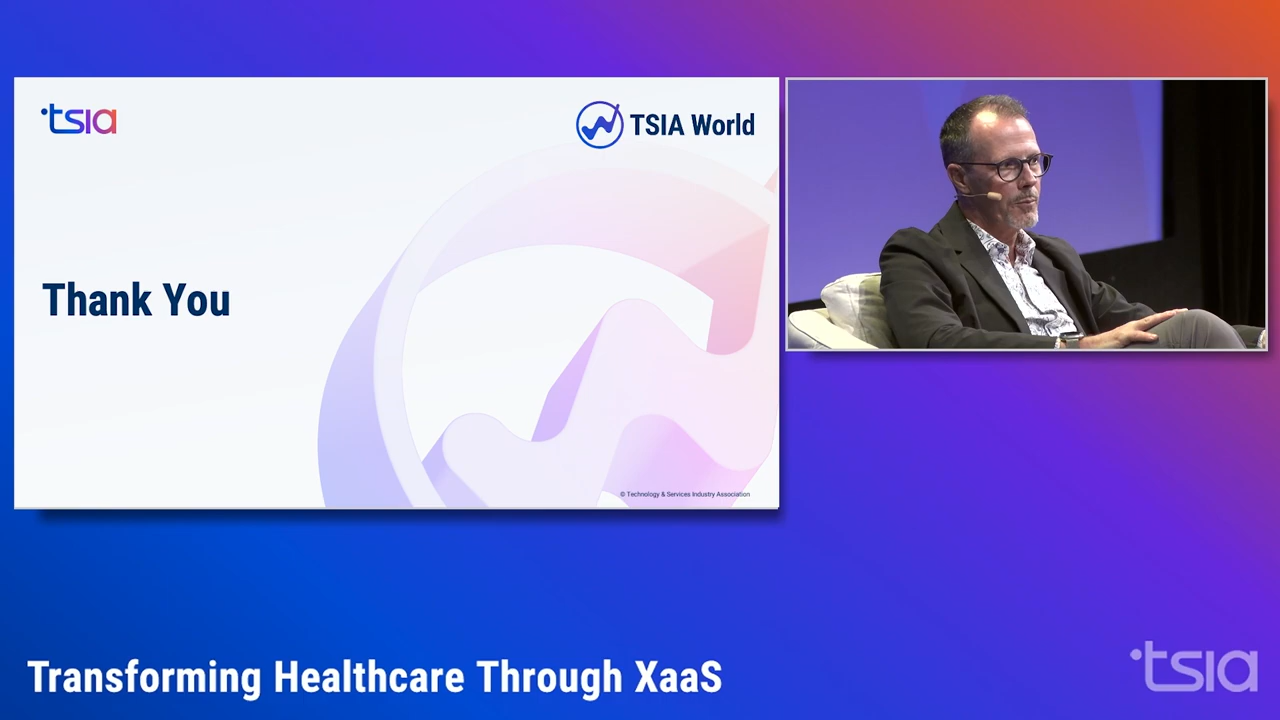 tsia
TSIA World
Thank You
© Technology & Services Industry Association
Transforming Healthcare Through XaaS
tsia